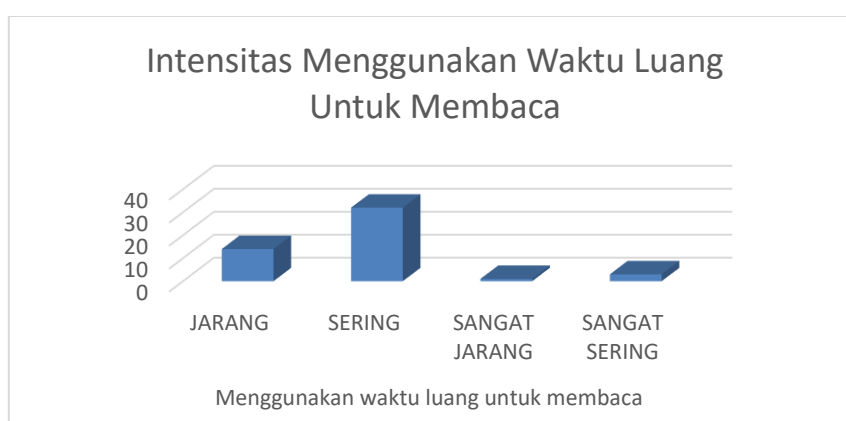 Intensitas Menggunakan Waktu Luang
Untuk Membaca
40
30
20
10
0
JARANG
SERING
SANGAT
JARANG
SANGAT
SERING
Menggunakan waktu luang untuk membaca